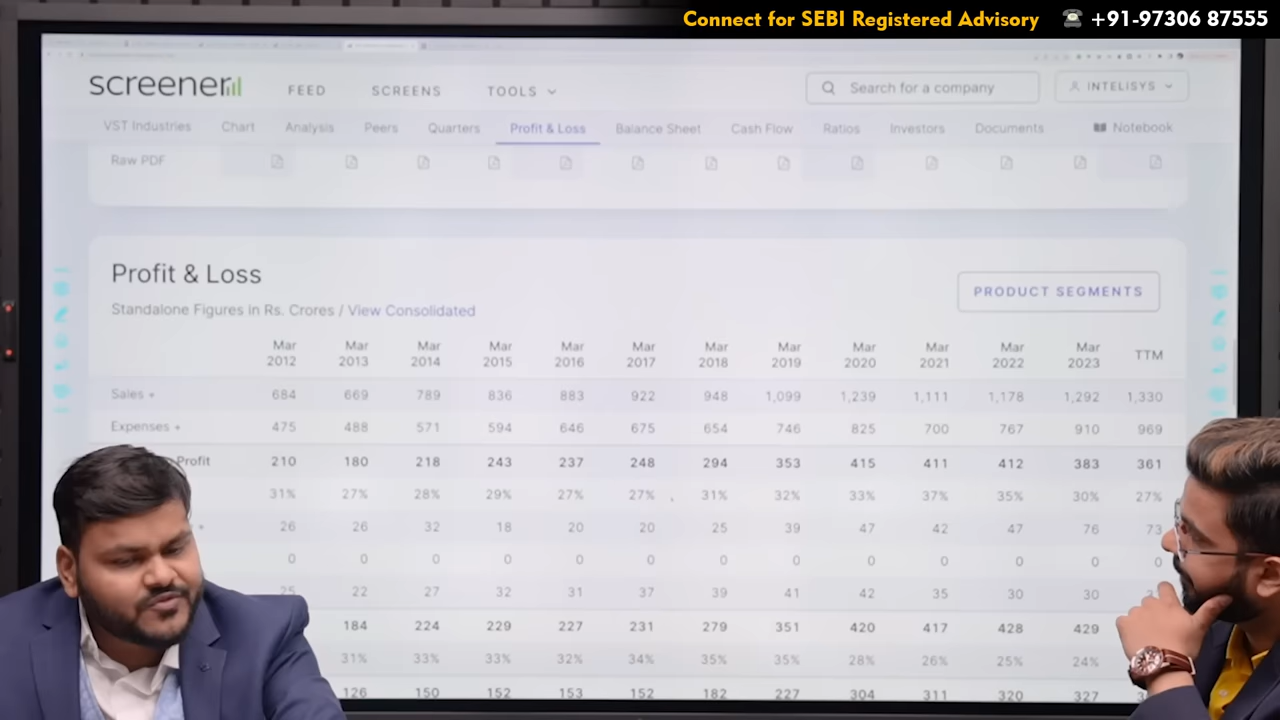 Connect for SEBI Registered Advisory ☎ +91-97306 87555
screener FEED SCREENS TOOLS Search for a company INTELISYS
VST Industries Chart Analysis Peers Quarters Profit & Loss Balance Sheet Cash Flow Ratios Investors Documents Notebook
Raw PDF
Profit & Loss
PRODUCT SEGMENTS
Standalone Figures in Rs. Crores / View Consolidated
Mar 2012 Mar 2013 Mar 2014 Mar 2015 Mar 2016 Mar 2017 Mar 2018 Mar 2019 Mar 2020 Mar 2021 Mar 2022 Mar 2023 TTM
Sales + 684 669 789 836 883 922 948 1,099 1,239 1,111 1,178 1,292 1,330
Expenses + 475 488 571 594 646 675 654 746 825 700 767 910 969
Profit 210 180 218 243 237 248 294 353 415 411 412 383 361
31% 27% 28% 29% 27% 27% 31% 32% 33% 37% 35% 30% 27%
+ 26 26 32 18 20 20 25 39 47 42 47 76 73
0 0 0 0 0 0 0 0 0 0 0 0 0
25 22 27 32 31 37 39 41 42 35 30 30
184 224 229 227 231 279 351 420 417 428 429
31% 33% 33% 32% 34% 35% 35% 28% 26% 25% 24%
126 150 152 153 152 182 227 304 311 320 327